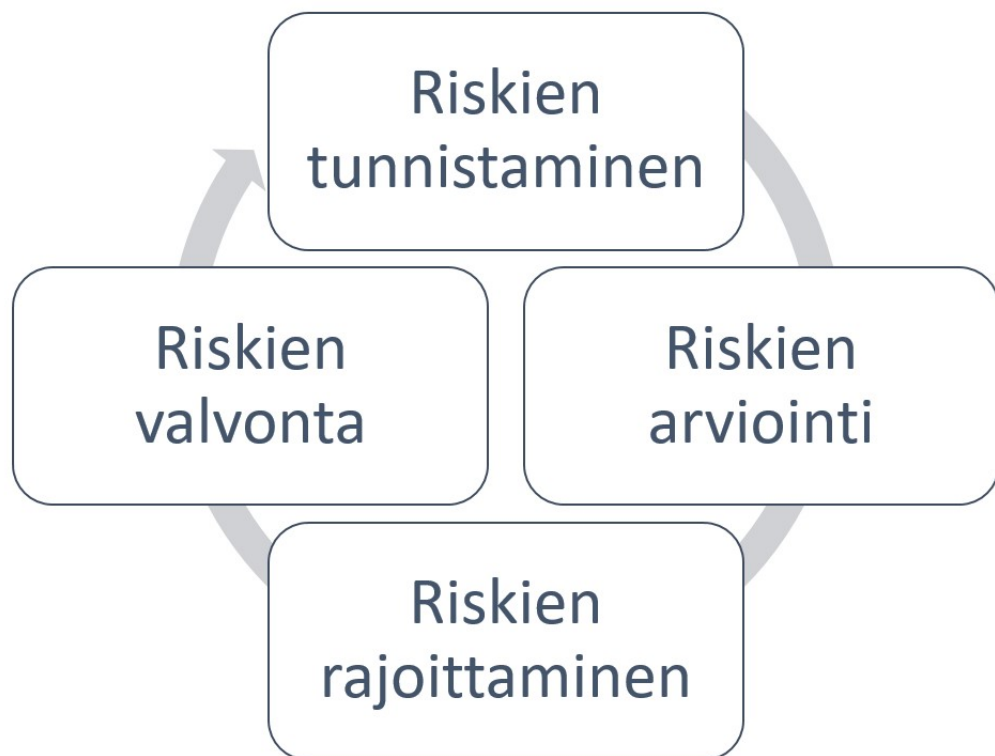 Riskien
tunnistaminen
Riskien
valvonta
Riskien
arviointi
Riskien
rajoittaminen